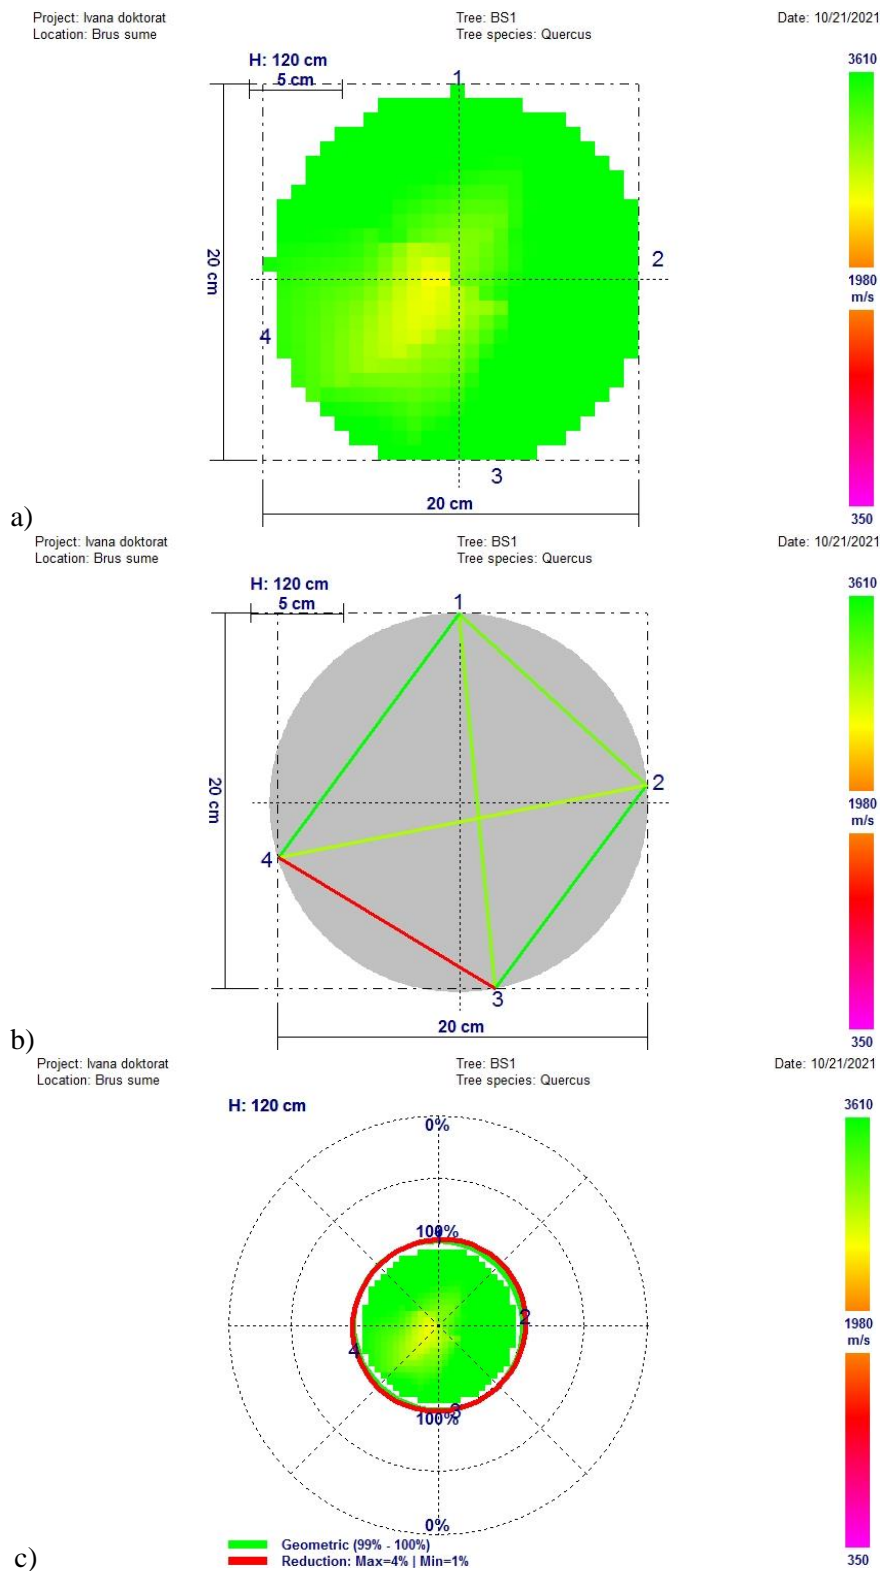 Project: Ivana doktorat Tree: BS1 Date: 10/21/2021
Location: Brus sume Tree species: Quercus
H: 120 cm
5 cm
1
3610
20 cm
2
1980
m/s
4
3
20 cm
350
a)
Project: Ivana doktorat Tree: BS1 Date: 10/21/2021
Location: Brus sume Tree species: Quercus
H: 120 cm
5 cm
1
3610
20 cm
2
1980
m/s
4
3
20 cm
350
b)
Project: Ivana doktorat Tree: BS1 Date: 10/21/2021
Location: Brus sume Tree species: Quercus
H: 120 cm
3610
0%
100%
1
2
1980
m/s
4
3
100%
0%
Geometric (99% - 100%)
Reduction: Max=4% | Min=1%
350
c)